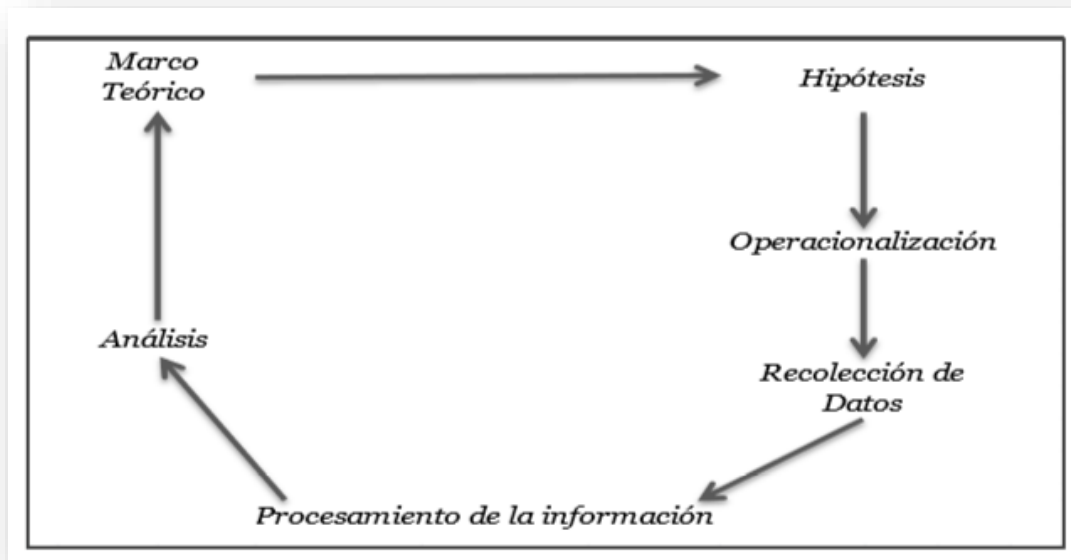 Marco
Teórico
Hipótesis
Operacionalización
Recolección de
Datos
Procesamiento de la información
Análisis